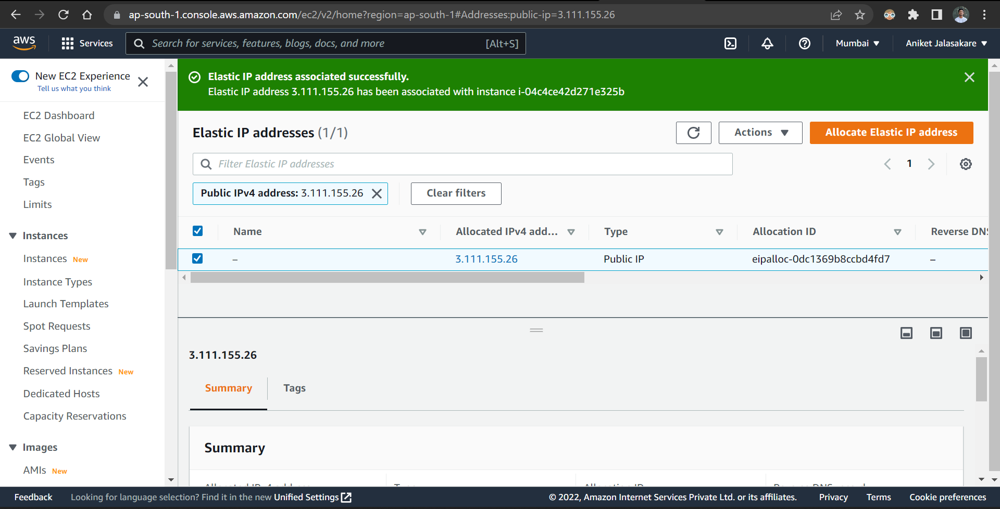 ap-south-1.console.aws.amazon.com/ec2/v2/home?region=ap-south-1#Addresses:public-ip=3.111.155.26
aws
Services
Search for services, features, blogs, docs, and more
[Alt+S]
Mumbai
Aniket Jalasakare
New EC2 Experience
Tell us what you think
EC2 Dashboard
EC2 Global View
Events
Tags
Limits
Instances
Instances New
Instance Types
Launch Templates
Spot Requests
Savings Plans
Reserved Instances New
Dedicated Hosts
Capacity Reservations
Images
AMIs New
Elastic IP address associated successfully.
Elastic IP address 3.111.155.26 has been associated with instance i-04c4ce42d271e325b
Elastic IP addresses (1/1)
Actions
Allocate Elastic IP address
Filter Elastic IP addresses
1
Public IPv4 address: 3.111.155.26
Clear filters
Name
Allocated IPv4 add...
Type
Allocation ID
Reverse DNS
–
3.111.155.26
Public IP
eipalloc-0dc1369b8ccbd4fd7
–
3.111.155.26
Summary
Tags
Summary
Feedback
Looking for language selection? Find it in the new Unified Settings
© 2022, Amazon Internet Services Private Ltd. or its affiliates.
Privacy
Terms
Cookie preferences